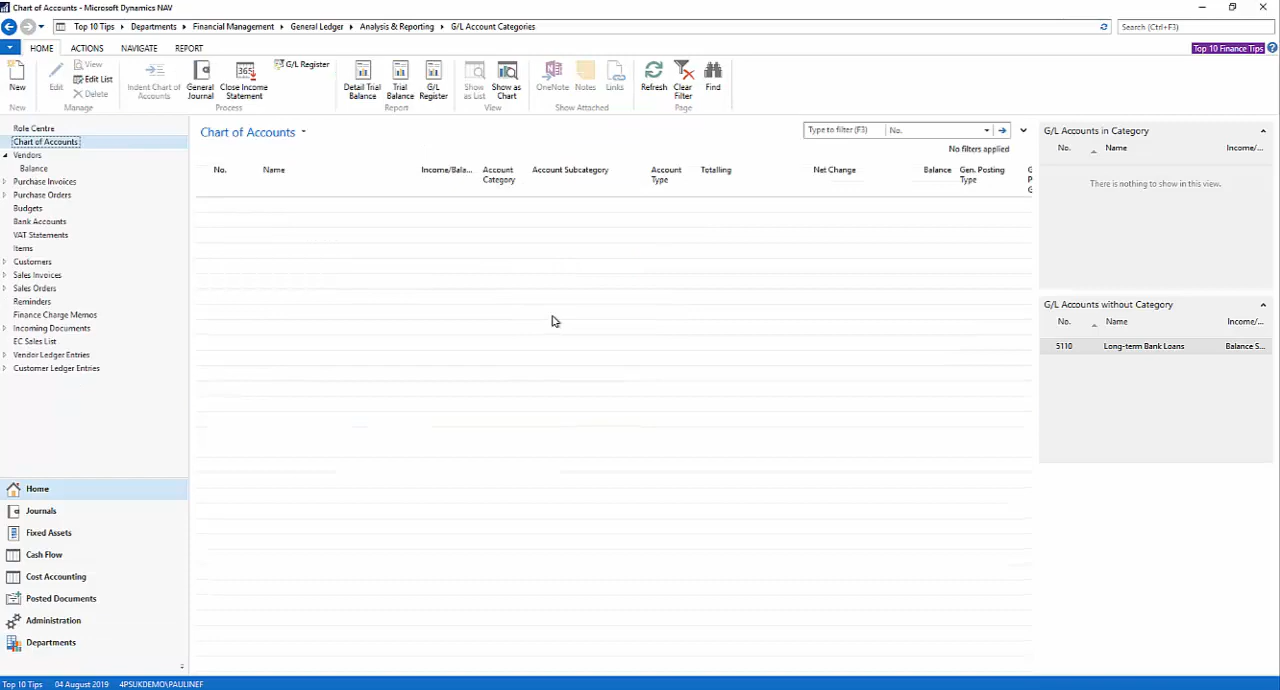 Chart of Accounts - Microsoft Dynamics NAV
Top 10 Tips
Departments
Financial Management
General Ledger
Analysis & Reporting
G/L Account Categories
Search (Ctrl+F3)
HOME
ACTIONS
NAVIGATE
REPORT
Top 10 Finance Tips
New
Edit
View
Edit List
Delete
Indent Chart of Accounts
General Journal
365
Close Income Statement
G/L Register
Detail Trial Balance
Trial Balance
G/L Register
Show as List
Show as Chart
OneNote
Notes
Links
Refresh
Clear Filter
Find
New
Manage
Process
Report
View
Show Attached
Page
Role Centre
Chart of Accounts
Vendors
Balance
Purchase Invoices
Purchase Orders
Budgets
Bank Accounts
VAT Statements
Items
Customers
Sales Invoices
Sales Orders
Reminders
Finance Charge Memos
Incoming Documents
EC Sales List
Vendor Ledger Entries
Customer Ledger Entries
Home
Journals
Fixed Assets
Cash Flow
Cost Accounting
Posted Documents
Administration
Departments
Chart of Accounts
Type to filter (F3)
No.
No filters applied
No.
Name
Income/Bala...
Account Category
Account Subcategory
Account Type
Totalling
Net Change
Balance
Gen. Posting Type
G
P
G
G/L Accounts in Category
No.
Name
Income/...
There is nothing to show in this view.
G/L Accounts without Category
No.
Name
Income/...
5110
Long-term Bank Loans
Balance S...
Top 10 Tips
04 August 2019
4PSUKDEMO\PAULINEF